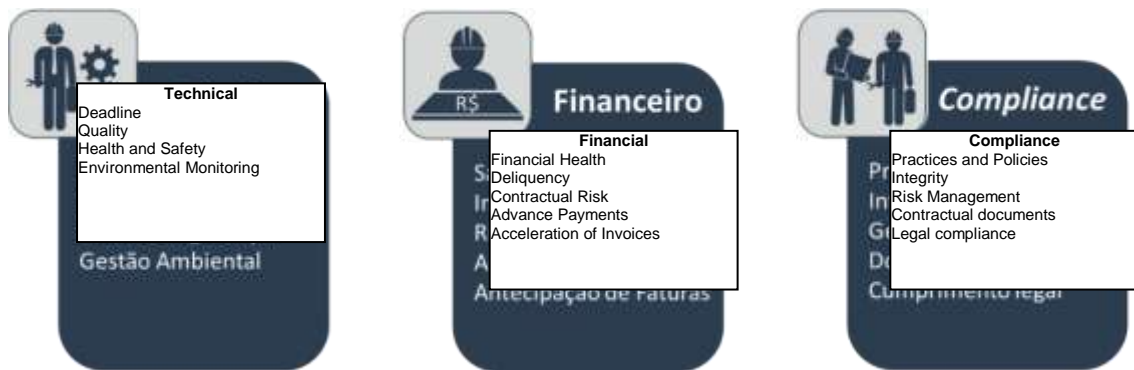 Technical
Deadline
Quality
Health and Safety
Environmental Monitoring
Gestão Ambiental
R$
Financeiro
Financial
Financial Health
Deliquency
Contractual Risk
Advance Payments
Acceleration of Invoices
Antecipação de Faturas
Compliance
Compliance
Practices and Policies
Integrity
Risk Management
Contractual documents
Legal compliance
Cumprimento legal